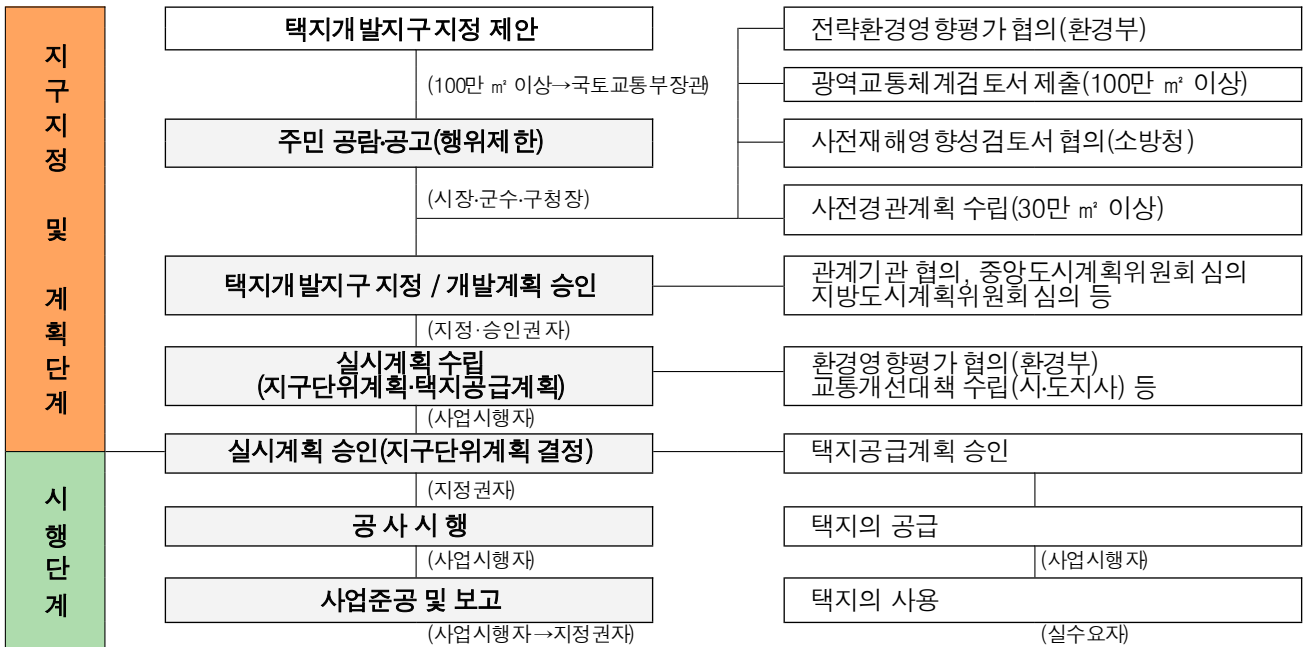 지구지정 및 계획단계
택지개발지구지정 제안
(100만 ㎡ 이상→국토교통부장관)
주민 공람·공고(행위제한)
(시장·군수·구청장)
전략환경영향평가 협의(환경부)
광역교통체계검토서 제출(100만 ㎡ 이상)
사전재해영향성검토서 협의(소방청)
사전경관계획 수립(30만 ㎡ 이상)
택지개발지구 지정 / 개발계획 승인
(지정·승인권자)
관계기관 협의, 중앙도시계획위원회 심의
지방도시계획위원회 심의 등
실시계획 수립
(지구단위계획·택지공급계획)
(사업시행자)
환경영향평가 협의(환경부)
교통개선대책 수립(시·도지사) 등
시행단계
실시계획 승인(지구단위계획 결정)
(지정권자)
택지공급계획 승인
공 사 시 행
(사업시행자)
택지의 공급
(사업시행자)
사업준공 및 보고
(사업시행자→지정권자)
택지의 사용
(실수요자)